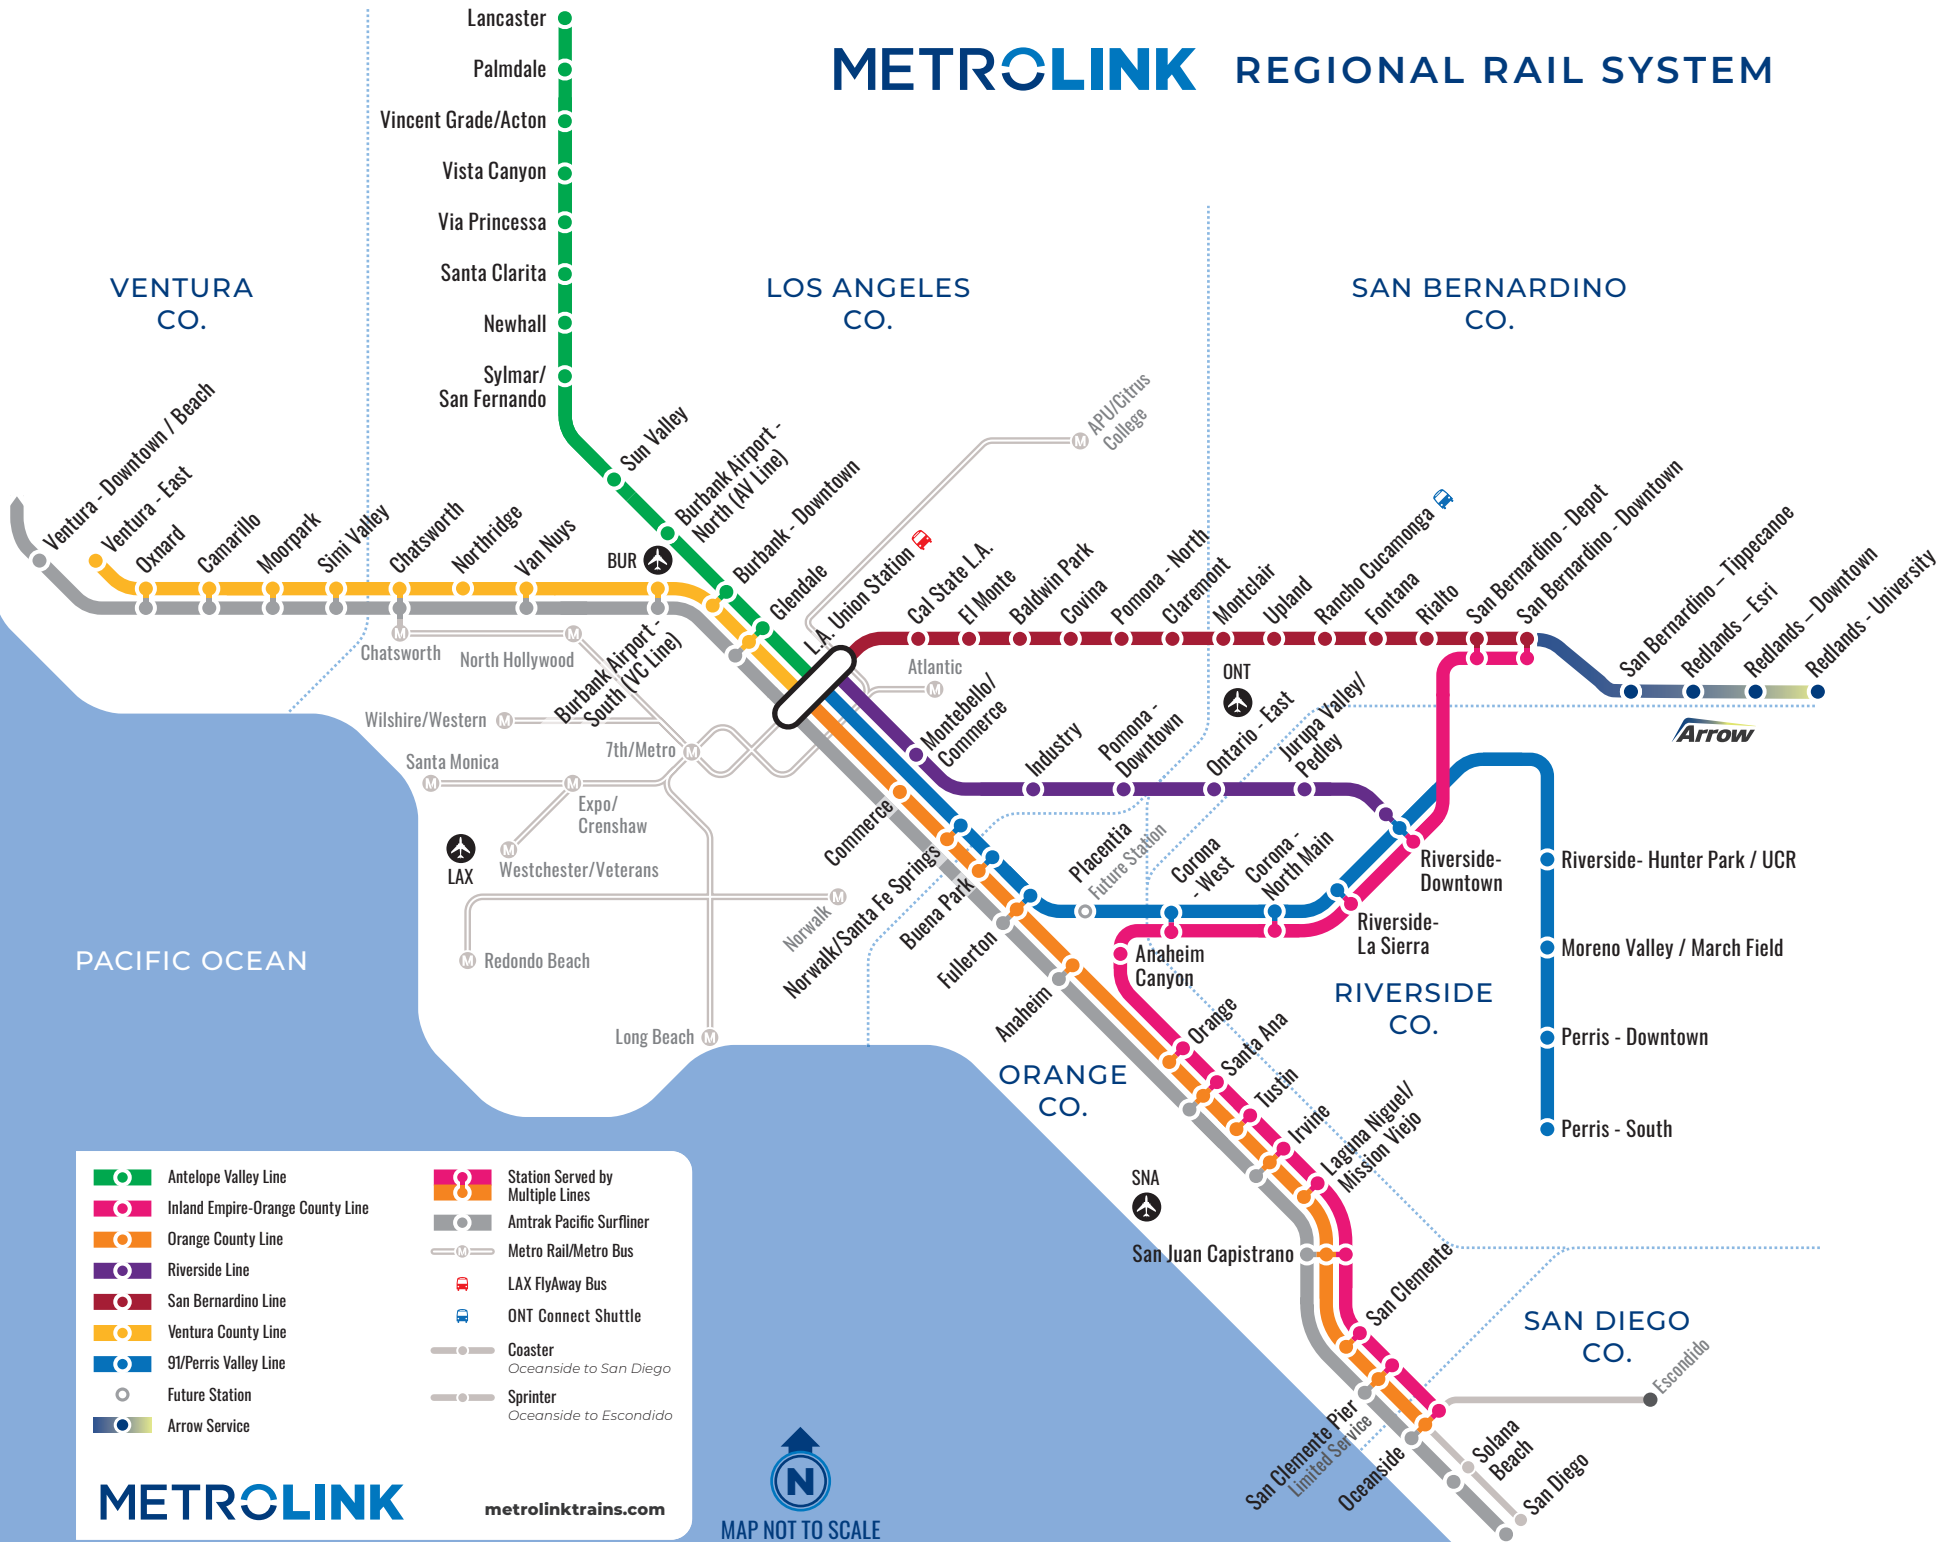 METROLINK REGIONAL RAIL SYSTEM
Lancaster
Palmdale
Vincent Grade/Acton
Vista Canyon
Via Princessa
Santa Clarita
Newhall
Sylmar/
San Fernando
VENTURA
CO.
LOS ANGELES
CO.
SAN BERNARDINO
CO.
Sun Valley
Burbank Airport -
North (AV Line)
Burbank - Downtown
Glendale
L.A. Union Station
APU/Citrus
College
Ventura - Downtown / Beach
Ventura - East
Oxnard
Camarillo
Moorpark
Simi Valley
Chatsworth
Northridge
Van Nuys
BUR
Burbank Airport -
South (VC Line)
Cal State L.A.
El Monte
Baldwin Park
Covina
Pomona - North
Claremont
Montclair
Upland
Rancho Cucamonga
Fontana
Rialto
San Bernardino - Depot
San Bernardino - Downtown
San Bernardino – Tippecanoe
Redlands – Esri
Redlands – Downtown
Redlands - University
Arrow
M
Chatsworth
M
North Hollywood
M
Atlantic
M
Wilshire/Western
M
7th/Metro
M
Santa Monica
M
M
Expo/
Crenshaw
M
Westchester/Veterans
M
LAX
Norwalk
M
Redondo Beach
M
Long Beach
M
ONT
Montebello/
Commerce
Industry
Pomona -
Downtown
Ontario - East
Jurupa Valley/
Pedley
Commerce
Norwalk/Santa Fe Springs
Buena Park
Fullerton
Anaheim
Placentia
Future Station
Corona
- West
Corona -
North Main
Riverside-
Downtown
Riverside-
La Sierra
Anaheim
Canyon
Riverside- Hunter Park / UCR
Moreno Valley / March Field
Perris - Downtown
Perris - South
RIVERSIDE
CO.
PACIFIC OCEAN
ORANGE
CO.
Orange
Santa Ana
Tustin
Irvine
Laguna Niguel/
Mission Viejo
SNA
San Juan Capistrano
San Clemente
San Clemente Pier
Limited Service
Oceanside
SAN DIEGO
CO.
Escondido
Solana
Beach
San Diego
Antelope Valley Line
Inland Empire-Orange County Line
Orange County Line
Riverside Line
San Bernardino Line
Ventura County Line
91/Perris Valley Line
Future Station
Arrow Service
Station Served by
Multiple Lines
Amtrak Pacific Surfliner
M
Metro Rail/Metro Bus
LAX FlyAway Bus
ONT Connect Shuttle
Coaster
Oceanside to San Diego
Sprinter
Oceanside to Escondido
METROLINK
metrolinktrains.com
N
MAP NOT TO SCALE